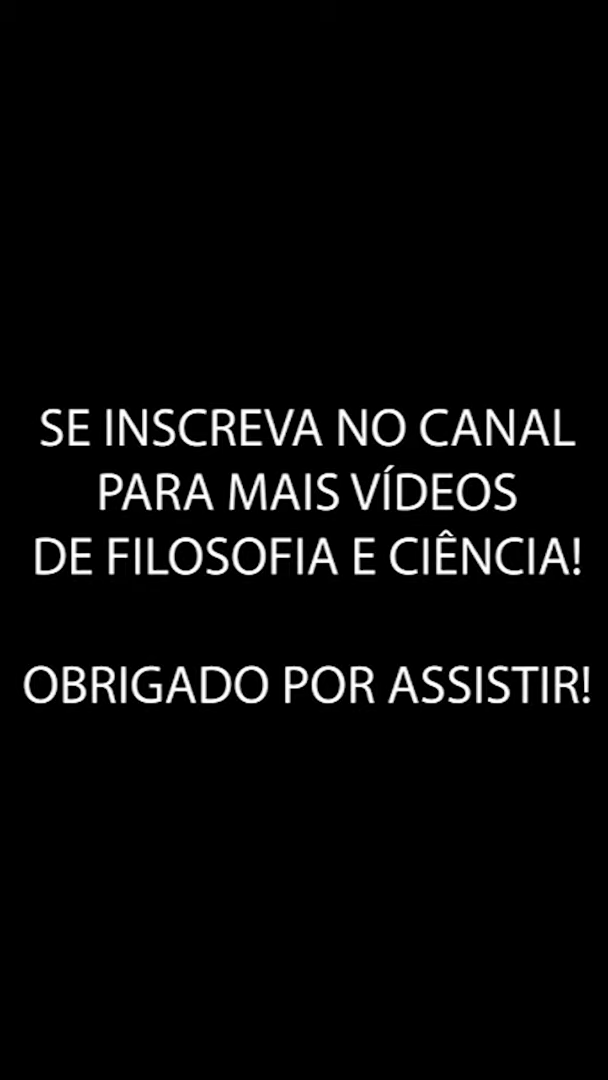 SE INSCREVA NO CANAL
PARA MAIS VÍDEOS
DE FILOSOFIA E CIÊNCIA!
OBRIGADO POR ASSISTIR!